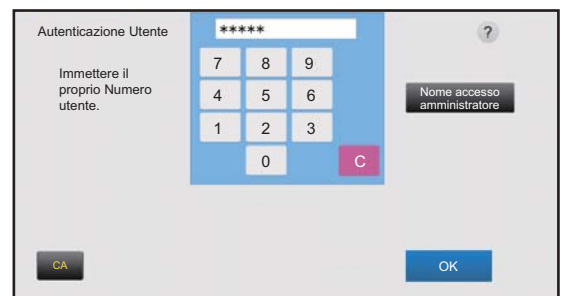 Autenticazione Utente
*****
?
Immettere il
proprio Numero
utente.
7 8 9
4 5 6
1 2 3
0 C
Nome accesso
amministratore
CA
OK